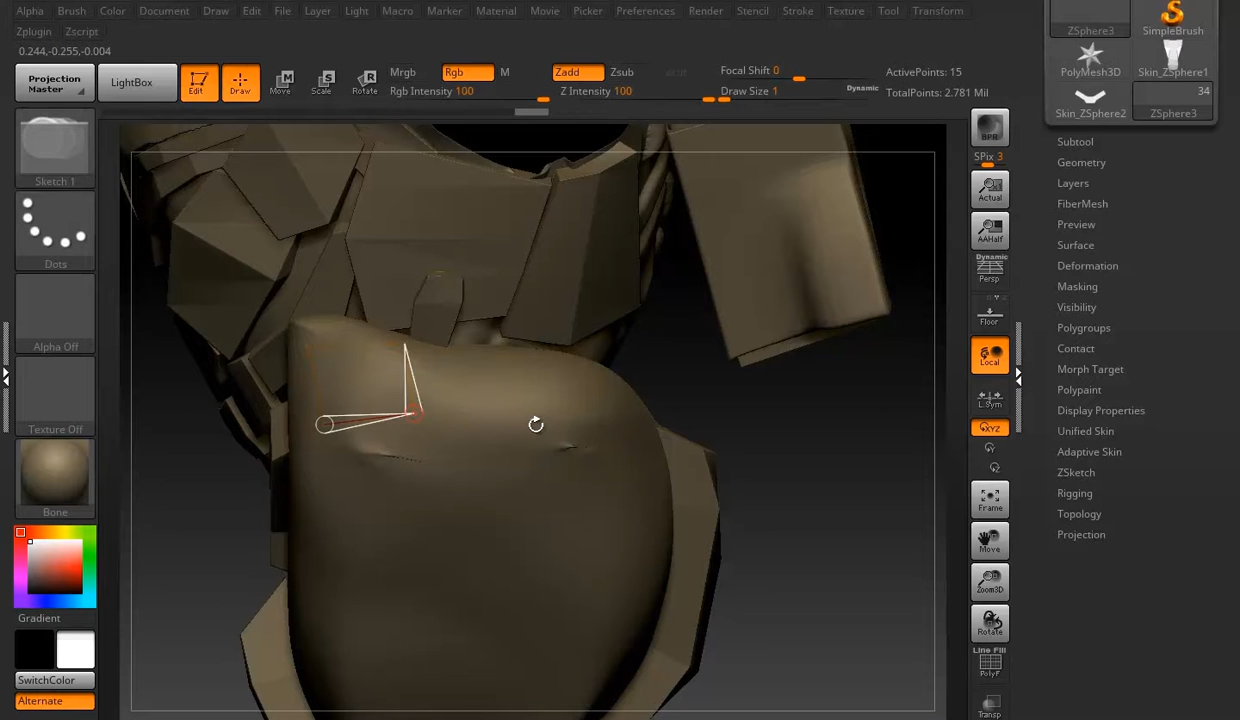 Alpha Brush Color Document Draw Edit File Layer Light Macro Marker Material Movie Picker Preferences Render Stencil Stroke Texture Tool Transform
Zplugin Zscript
0.244,-0.255,-0.004
Projection Master
LightBox
Edit
Draw
Move
Scale
Rotate
Mrgb Rgb M
Rgb Intensity 100
Zadd Zsub
Z Intensity 100
Focal Shift 0
Draw Size 1
Dynamic
ActivePoints: 15
TotalPoints: 2.781 Mil
ZSphere3
SimpleBrush
PolyMesh3D
Skin_ZSphere1
34
Skin_ZSphere2
ZSphere3
Sketch 1
Dots
Alpha Off
Texture Off
Bone
Gradient
SwitchColor
Alternate
BPR
SPix 3
Actual
AAHalf
Dynamic
Persp
Floor
Local
L.Sym
XYZ
Y
Z
Frame
Move
Zoom3D
Rotate
Line Fill
PolyF
Transp
Subtool
Geometry
Layers
FiberMesh
Preview
Surface
Deformation
Masking
Visibility
Polygroups
Contact
Morph Target
Polypaint
Display Properties
Unified Skin
Adaptive Skin
ZSketch
Rigging
Topology
Projection